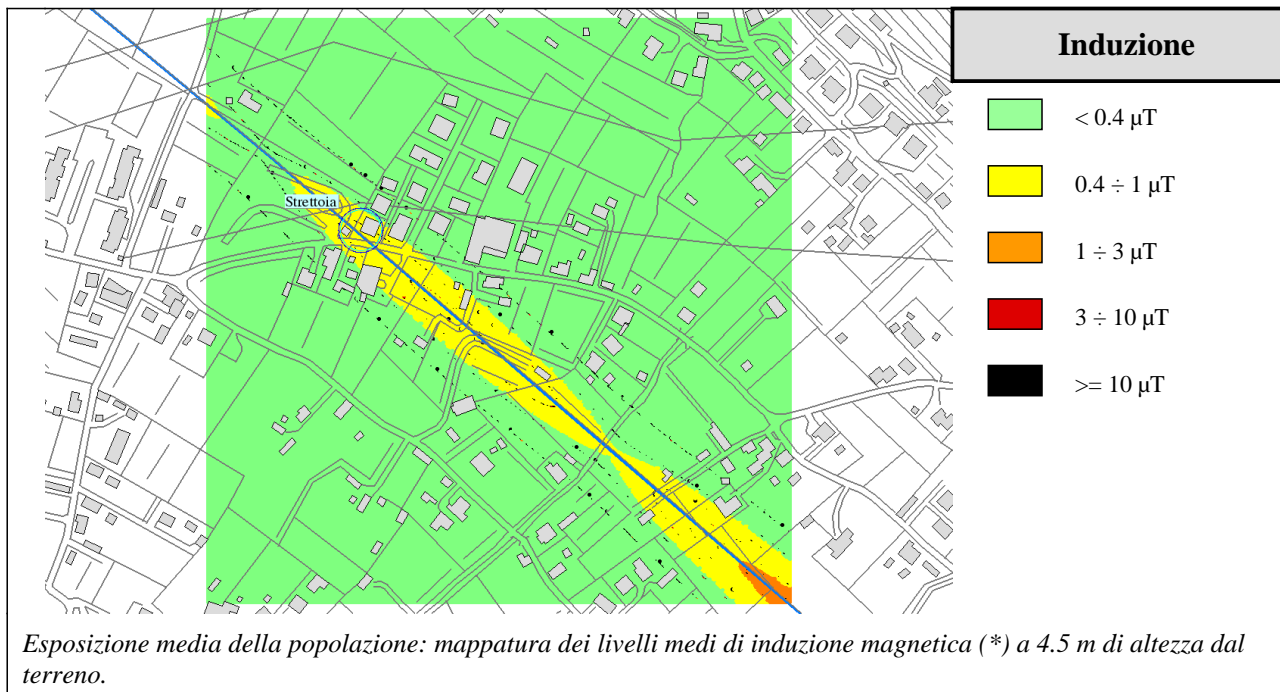 Induzione
< 0.4 µT
0.4 ÷ 1 µT
1 ÷ 3 µT
3 ÷ 10 µT
>= 10 µT
Strettoia
Esposizione media della popolazione: mappatura dei livelli medi di induzione magnetica (*) a 4.5 m di altezza dal
terreno.